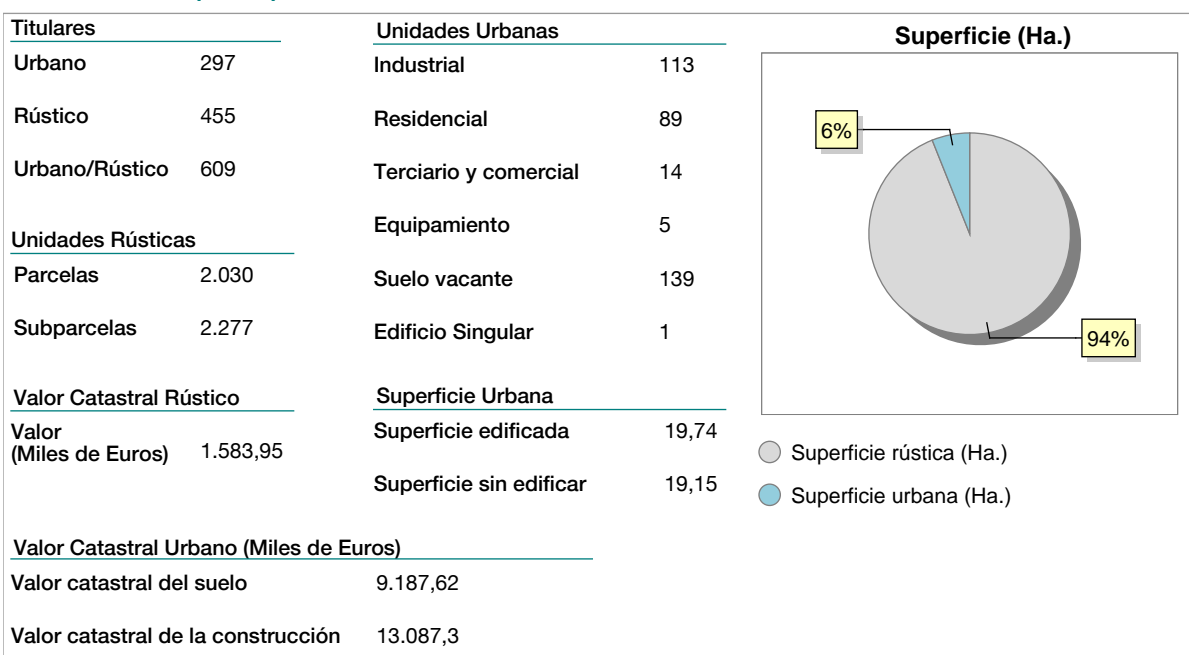 Titulares
Urbano 297
Rústico 455
Urbano/Rústico 609
Unidades Rústicas
Parcelas 2.030
Subparcelas 2.277
Valor Catastral Rústico
Valor
(Miles de Euros) 1.583,95
Unidades Urbanas
Industrial 113
Residencial 89
Terciario y comercial 14
Equipamiento 5
Suelo vacante 139
Edificio Singular 1
Superficie Urbana
Superficie edificada 19,74
Superficie sin edificar 19,15
Valor Catastral Urbano (Miles de Euros)
Valor catastral del suelo 9.187,62
Valor catastral de la construcción 13.087,3
Superficie (Ha.)
6%
94%
Superficie rústica (Ha.)
Superficie urbana (Ha.)